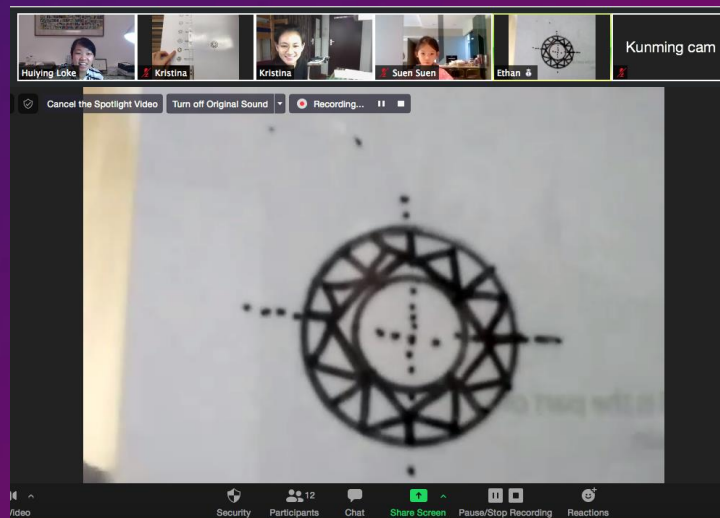 Huiying Loke
Kristina
Kristina
Suen Suen
Ethan
Kunming cam
Cancel the Spotlight Video
Turn off Original Sound
Recording...
Video
Security
12
Participants
Chat
Share Screen
Pause/Stop Recording
Reactions